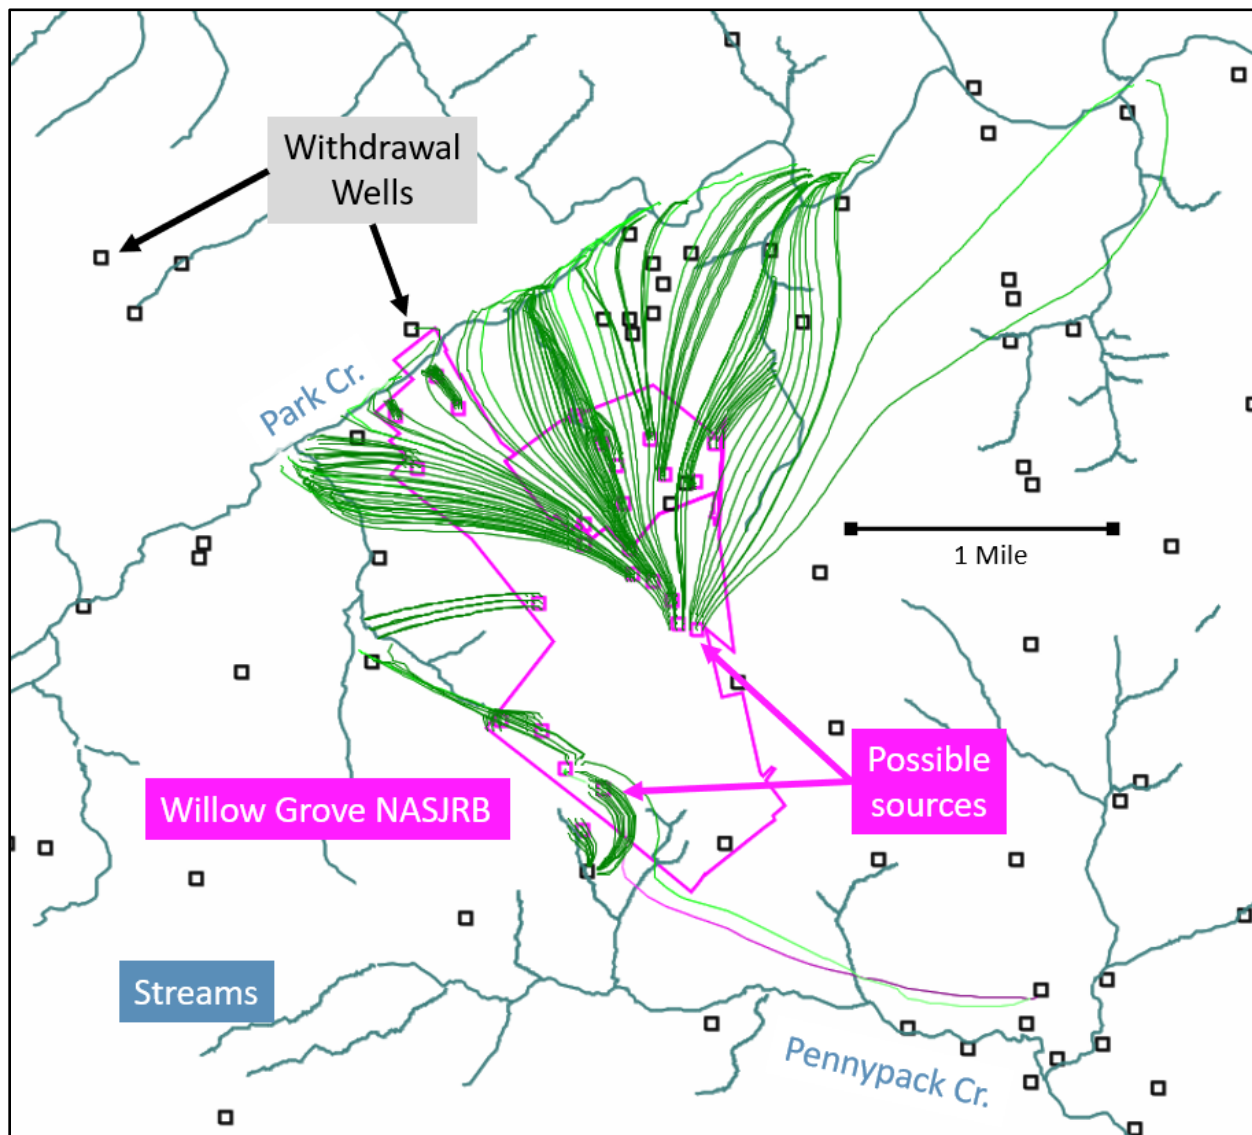 Withdrawal
Wells
Park Cr.
1 Mile
Possible
sources
Willow Grove NASJRB
Streams
Pennypack Cr.